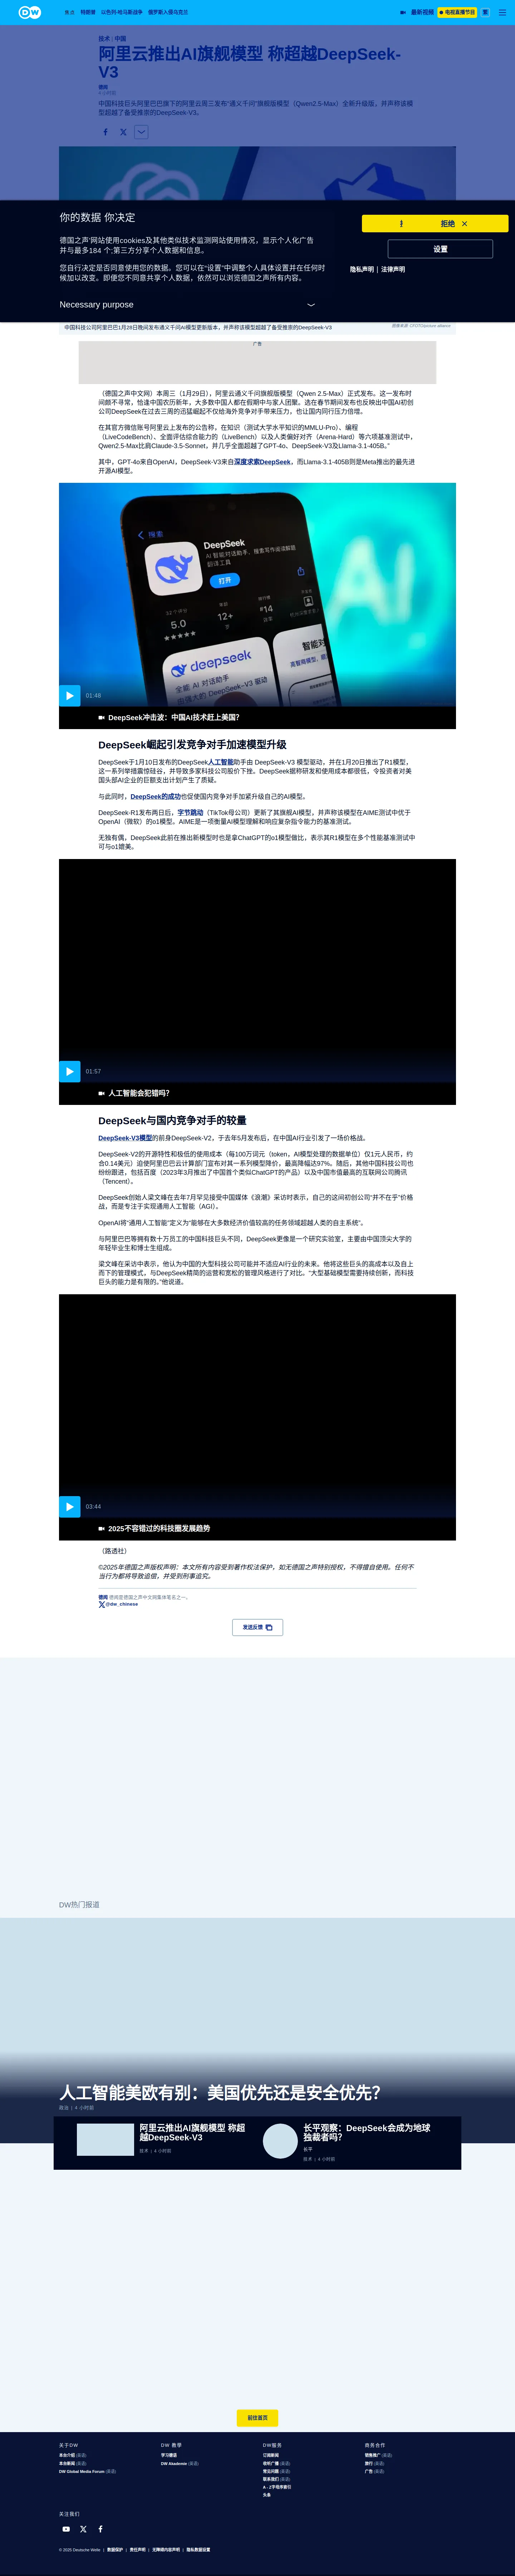 DW
焦点
特朗普
以色列-哈马斯战争
俄罗斯入侵乌克兰
最新视频
电视直播节目
繁
技术 | 中国
阿里云推出AI旗舰模型 称超越DeepSeek-
V3
德闻
4 小时前
中国科技巨头阿里巴巴旗下的阿里云周三发布“通义千问”旗舰版模型（Qwen2.5-Max）全新升级版，并声称该模
型超越了备受推崇的DeepSeek-V3。
你的数据 你决定
德国之声”网站使用cookies及其他类似技术监测网站使用情况，显示个人化广告
并与最多184 个;第三方分享个人数据和信息。
您自行决定是否同意使用您的数据。您可以在“设置”中调整个人具体设置并在任何时
候加以改变。即便您不同意共享个人数据，依然可以浏览德国之声所有内容。
Necessary purpose
拒绝
设置
隐私声明 | 法律声明
中国科技公司阿里巴巴1月28日晚间发布通义千问AI模型更新版本，并声称该模型超越了备受推崇的DeepSeek-V3
图像来源: CFOTO/picture alliance
广告
（德国之声中文网）本周三（1月29日），阿里云通义千问旗舰版模型（Qwen 2.5-Max）正式发布。这一发布时
间颇不寻常，恰逢中国农历新年，大多数中国人都在假期中与家人团聚。选在春节期间发布也反映出中国AI初创
公司DeepSeek在过去三周的迅猛崛起不仅给海外竞争对手带来压力，也让国内同行压力倍增。
在其官方微信账号阿里云上发布的公告称，在知识（测试大学水平知识的MMLU-Pro）、编程
（LiveCodeBench）、全面评估综合能力的（LiveBench）以及人类偏好对齐（Arena-Hard）等六项基准测试中，
Qwen2.5-Max比肩Claude-3.5-Sonnet，并几乎全面超越了GPT-4o、DeepSeek-V3及Llama-3.1-405B。”
其中，GPT-4o来自OpenAI，DeepSeek-V3来自深度求索DeepSeek，而Llama-3.1-405B则是Meta推出的最先进
开源AI模型。
探索
DeepSeek
AI 智能对话助手、搜索写作阅读解题
翻译工具
打开
5.0
12+
#14
全能 AI 对话助手
01:48
DeepSeek冲击波：中国AI技术赶上美国？
DeepSeek崛起引发竞争对手加速模型升级
DeepSeek于1月10日发布的DeepSeek人工智能助手由 DeepSeek-V3 模型驱动，并在1月20日推出了R1模型，
这一系列举措震惊硅谷，并导致多家科技公司股价下挫。DeepSeek据称研发和使用成本都很低，令投资者对美
国头部AI企业的巨额支出计划产生了质疑。
与此同时，DeepSeek的成功也促使国内竞争对手加紧升级自己的AI模型。
DeepSeek-R1发布两日后，字节跳动（TikTok母公司）更新了其旗舰AI模型，并声称该模型在AIME测试中优于
OpenAI（微软）的o1模型。AIME是一项衡量AI模型理解和响应复杂指令能力的基准测试。
无独有偶，DeepSeek此前在推出新模型时也是拿ChatGPT的o1模型做比，表示其R1模型在多个性能基准测试中
可与o1媲美。
01:57
人工智能会犯错吗？
DeepSeek与国内竞争对手的较量
DeepSeek-V3模型的前身DeepSeek-V2，于去年5月发布后，在中国AI行业引发了一场价格战。
DeepSeek-V2的开源特性和极低的使用成本（每100万词元（token，AI模型处理的数据单位）仅1元人民币，约
合0.14美元）迫使阿里巴巴云计算部门宣布对其一系列模型降价，最高降幅达97%。随后，其他中国科技公司也
纷纷跟进，包括百度（2023年3月推出了中国首个类似ChatGPT的产品）以及中国市值最高的互联网公司腾讯
（Tencent）。
DeepSeek创始人梁文峰在去年7月罕见接受中国媒体《浪潮》采访时表示，自己的这间初创公司“并不在乎”价格
战，而是专注于实现通用人工智能（AGI）。
OpenAI将“通用人工智能”定义为“能够在大多数经济价值较高的任务领域超越人类的自主系统”。
与阿里巴巴等拥有数十万员工的中国科技巨头不同，DeepSeek更像是一个研究实验室，主要由中国顶尖大学的
年轻毕业生和博士生组成。
梁文峰在采访中表示，他认为中国的大型科技公司可能并不适应AI行业的未来。他将这些巨头的高成本以及自上
而下的管理模式，与DeepSeek精简的运营和宽松的管理风格进行了对比。“大型基础模型需要持续创新，而科技
巨头的能力是有限的。”他说道。
03:44
2025不容错过的科技圈发展趋势
（路透社）
©2025年德国之声版权声明：本文所有内容受到著作权法保护，如无德国之声特别授权，不得擅自使用。任何不
当行为都将导致追偿，并受到刑事追究。
德闻 德闻是德国之声中文网集体笔名之一。
@dw_chinese
发送反馈
DW热门报道
人工智能美欧有别：美国优先还是安全优先？
政治 | 4 小时前
阿里云推出AI旗舰模型 称超
越DeepSeek-V3
技术 | 4 小时前
长平观察：DeepSeek会成为地球
独裁者吗？
长平
技术 | 4 小时前
前往首页
关于DW
本台介绍 (英语)
本台新闻 (英语)
DW Global Media Forum (英语)
DW 教学
学习德语
DW Akademie (英语)
DW服务
订阅新闻
收听广播 (英语)
常见问题 (英语)
联系我们 (英语)
A - Z字母序索引
头条
商务合作
销售推广 (英语)
旅行 (英语)
广告 (英语)
关注我们
© 2025 Deutsche Welle | 数据保护 | 责任声明 | 无障碍内容声明 | 隐私数据设置